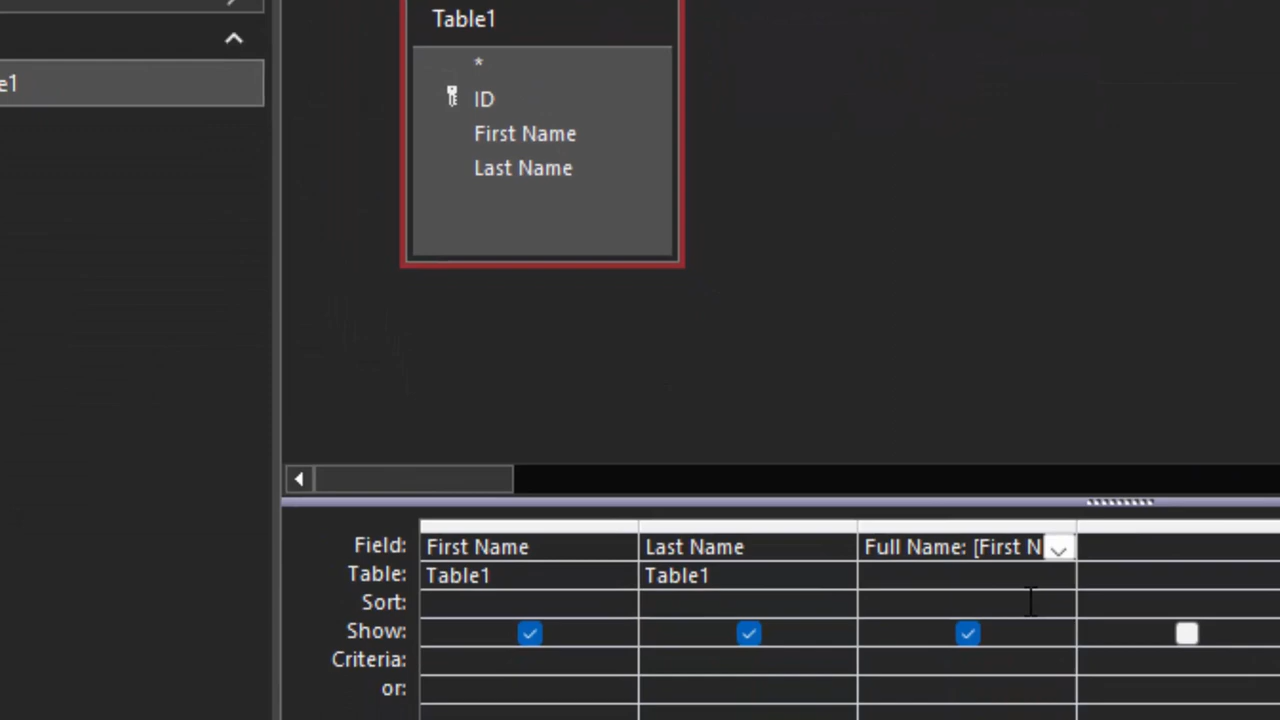 Table1
e1
*
ID
First Name
Last Name
Field: First Name Last Name Full Name: [First N
Table: Table1 Table1
Sort:
Show:
Criteria:
or: